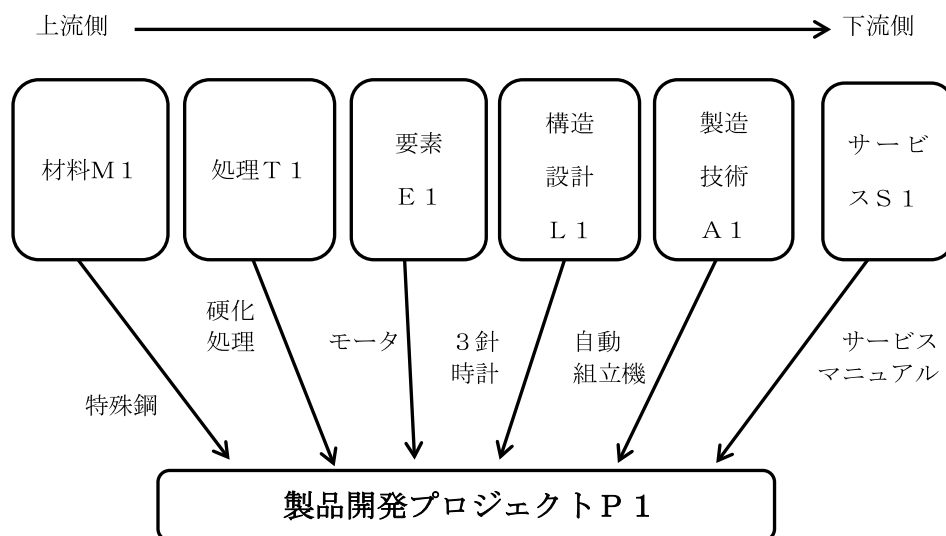 上流側
下流側
材料M1
処理T1
要素
E1
構造
設計
L1
製造
技術
A1
サービ
スS1
硬化
処理
モータ
3針
時計
自動
組立機
サービス
マニュアル
特殊鋼
製品開発プロジェクトP1